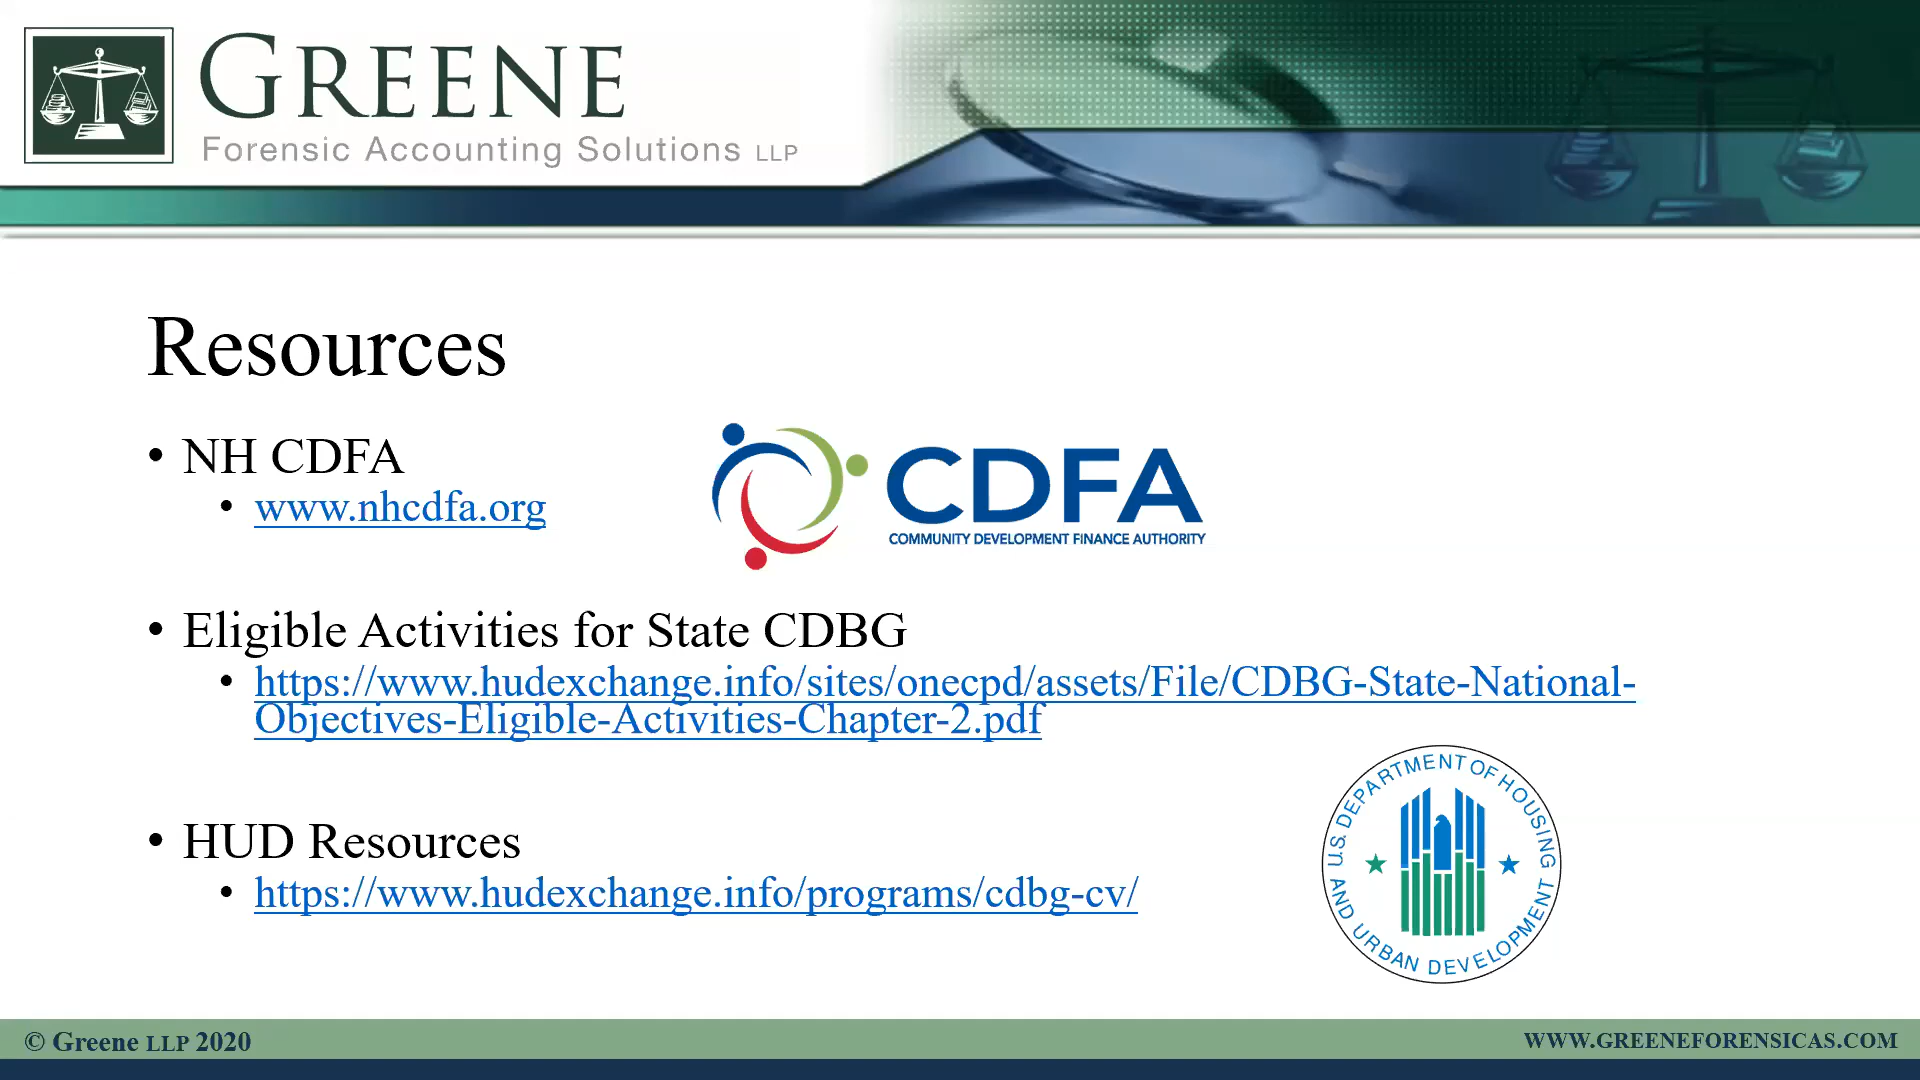 GREENE
Forensic Accounting Solutions LLP
Resources
• NH CDFA
• www.nhcdfa.org
CDFA
COMMUNITY DEVELOPMENT FINANCE AUTHORITY
• Eligible Activities for State CDBG
• https://www.hudexchange.info/sites/onecpd/assets/File/CDBG-State-National-
Objectives-Eligible-Activities-Chapter-2.pdf
• HUD Resources
• https://www.hudexchange.info/programs/cdbg-cv/
U.S. DEPARTMENT OF HOUSING
AND URBAN DEVELOPMENT
© Greene LLP 2020
WWW.GREENEFORENSICAS.COM